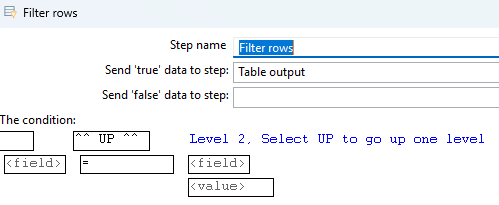 Filter rows
Step name Filter rows
Send 'true' data to step: Table output
Send 'false' data to step:
The condition:
^^ UP ^^ Level 2, Select UP to go up one level
<field> = <field>
<value>